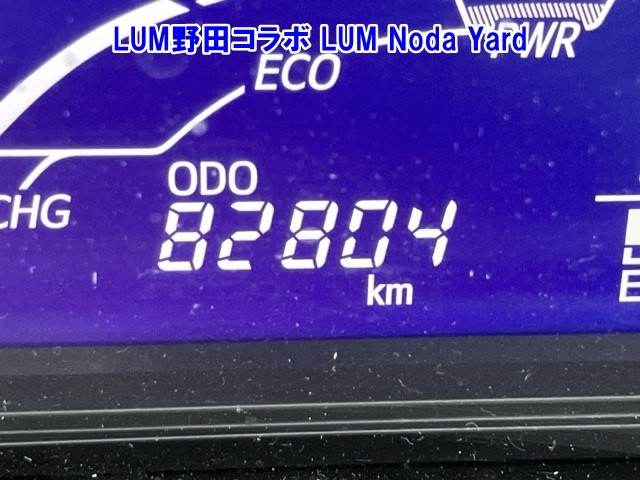 LUM野田コラボ LUM Noda Yard
PWR
ECO
ODO
CHG
82804
km
E